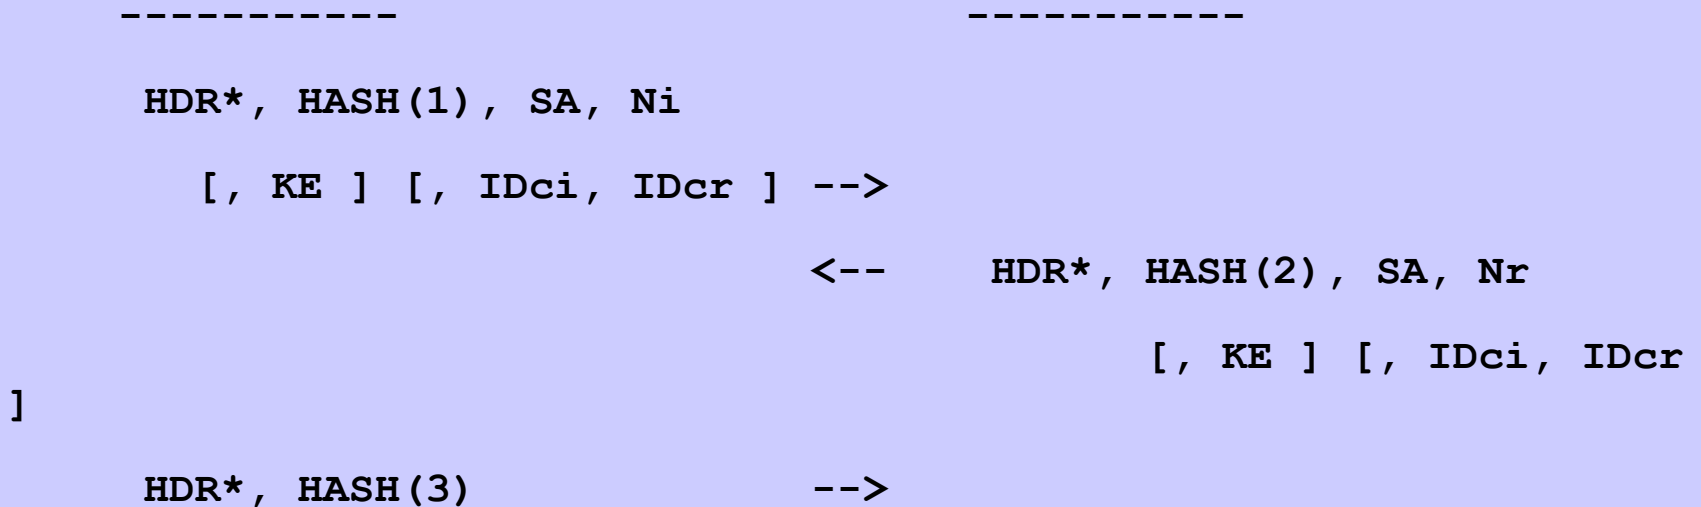 ----------- -----------
HDR*, HASH(1), SA, Ni
[, KE ] [, IDci, IDcr ] -->
<-- HDR*, HASH(2), SA, Nr
[, KE ] [, IDci, IDcr
]
HDR*, HASH(3) -->